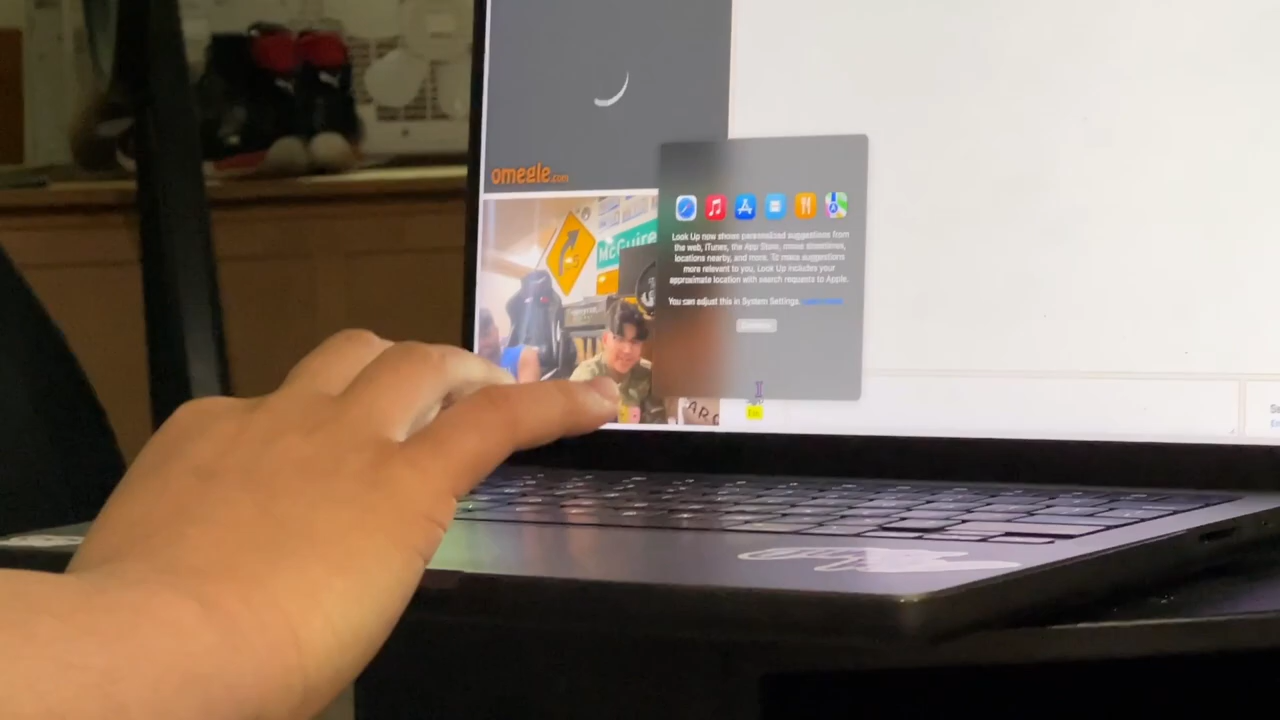 omegle.com
McGuire
Look Up now shows personalized suggestions from
the web, iTunes, the App Store, movie showtimes,
locations nearby, and more. To make suggestions
more relevant to you, Look Up includes your
approximate location with search requests to Apple.
You can adjust this in System Settings.
ARC